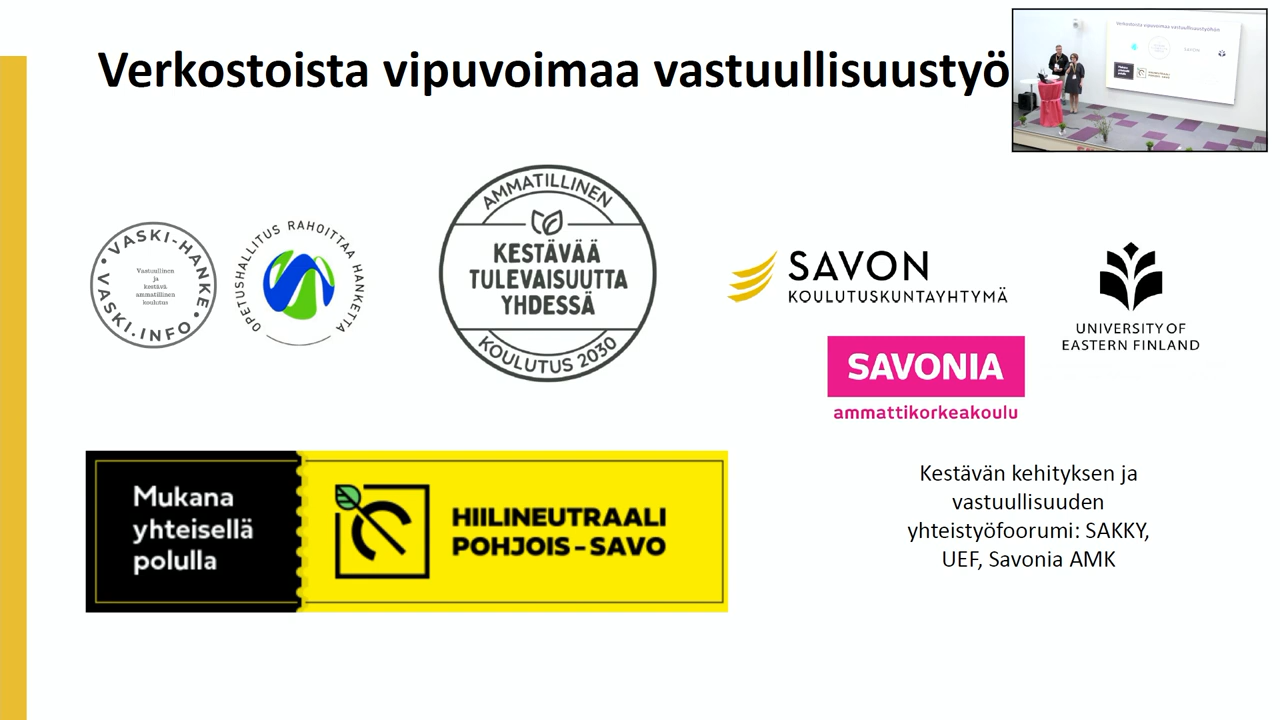 Verkostoista vipuvoimaa vastuullisuustyö
• VASKI-HANKE •
VASKI.INFO
Vastuullinen
ja
kestävä
ammatillinen
koulutus
OPETUSHALLITUS RAHOITTAA HANKETTA
AMMATILLINEN
KESTÄVÄÄ
TULEVAISUUTTA
YHDESSÄ
KOULUTUS 2030
SAVON
KOULUTUSKUNTAYHTYMÄ
UNIVERSITY OF
EASTERN FINLAND
SAVONIA
ammattikorkeakoulu
Mukana
yhteisellä
polulla
HIILINEUTRAALI
POHJOIS-SAVO
Kestävän kehityksen ja
vastuullisuuden
yhteistyöfoorumi: SAKKY,
UEF, Savonia AMK